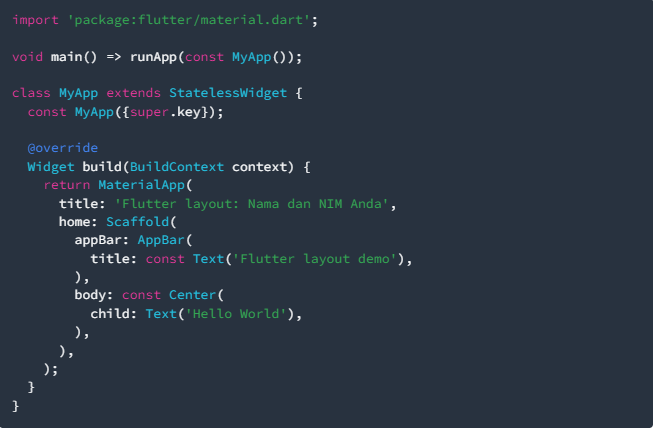 import 'package:flutter/material.dart';

void main() => runApp(const MyApp());

class MyApp extends StatelessWidget {
  const MyApp({super.key});

  @override
  Widget build(BuildContext context) {
    return MaterialApp(
      title: 'Flutter layout: Nama dan NIM Anda',
      home: Scaffold(
        appBar: AppBar(
          title: const Text('Flutter layout demo'),
        ),
        body: const Center(
          child: Text('Hello World'),
        ),
      ),
    );
  }
}